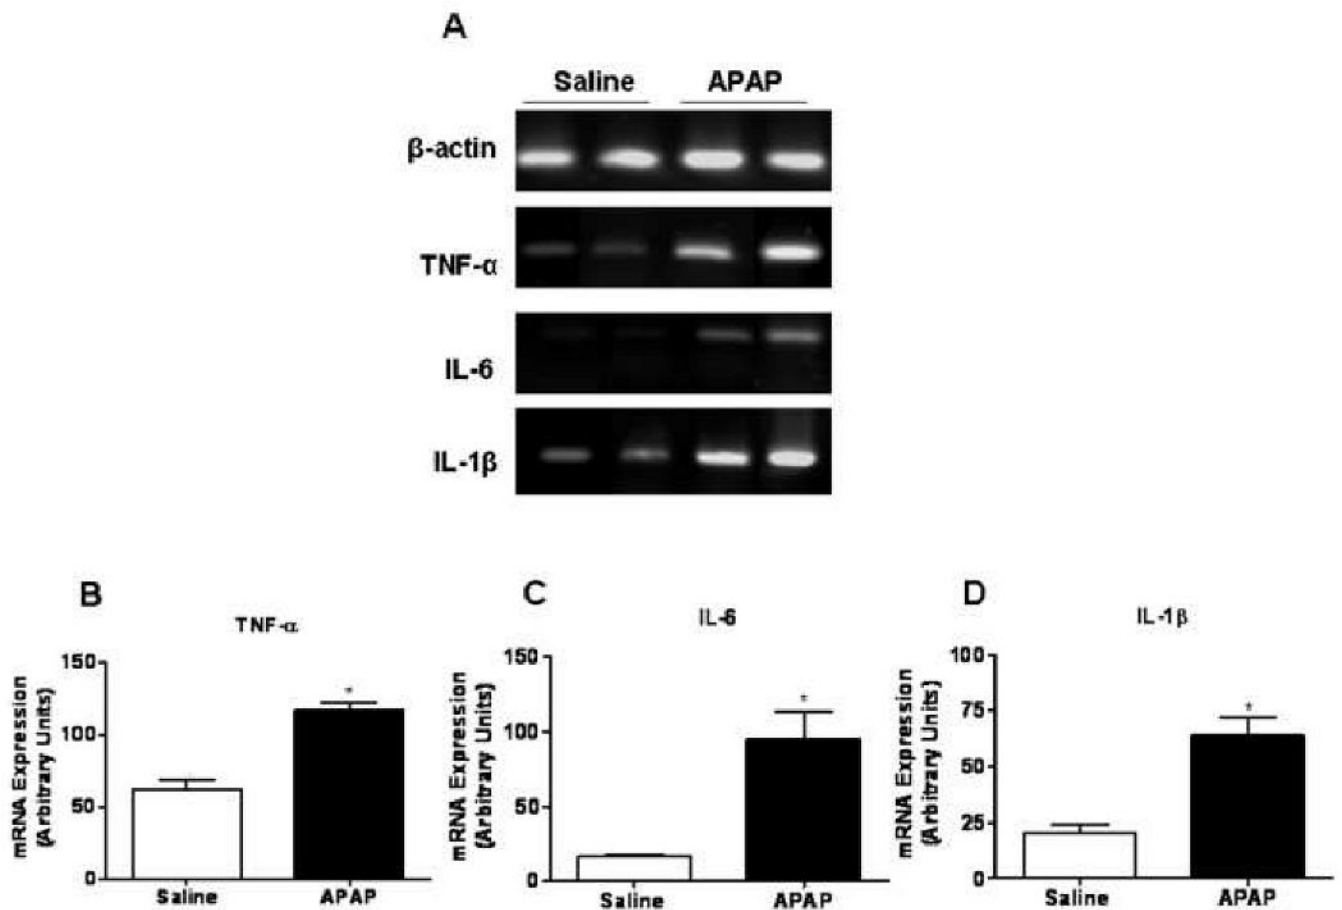 A
Saline APAP
β-actin
TNF-α
IL-6
IL-1β
B
TNF-α
mRNA Expression
(Arbitrary Units)
150
100
50
0
*
Saline APAP
C
IL-6
mRNA Expression
(Arbitrary Units)
150
100
50
0
*
Saline APAP
D
IL-1β
mRNA Expression
(Arbitrary Units)
100
75
50
25
0
*
Saline APAP